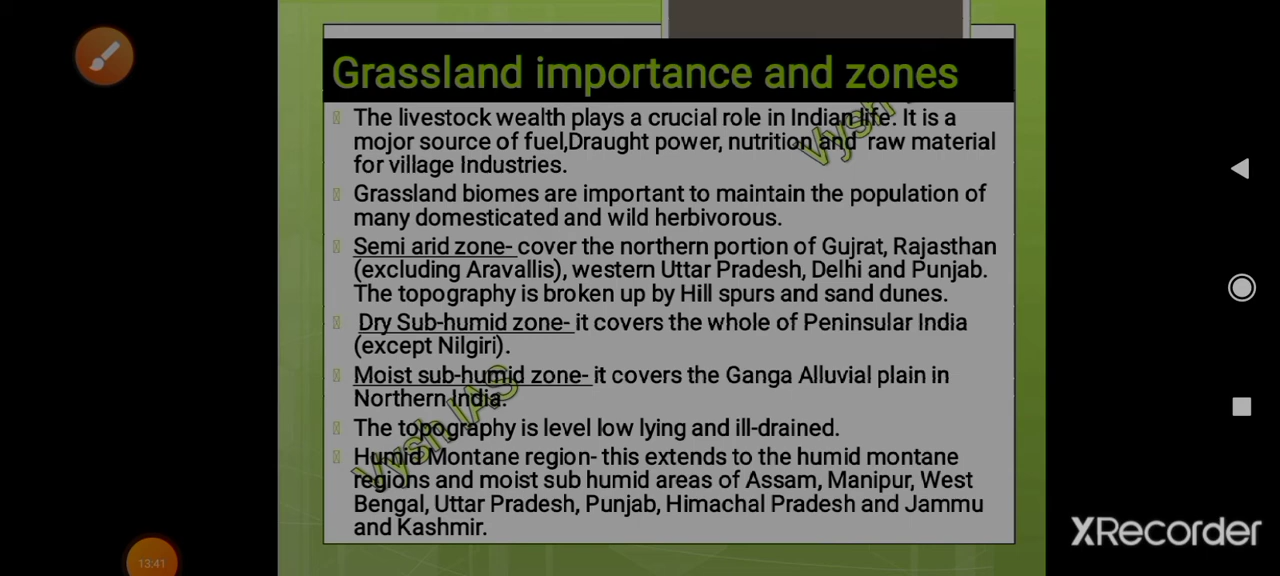 Grassland importance and zones
The livestock wealth plays a crucial role in Indian life. It is a
mojor source of fuel,Draught power, nutrition and raw material
for village Industries.
Grassland biomes are important to maintain the population of
many domesticated and wild herbivorous.
Semi arid zone- cover the northern portion of Gujrat, Rajasthan
(excluding Aravallis), western Uttar Pradesh, Delhi and Punjab.
The topography is broken up by Hill spurs and sand dunes.
Dry Sub-humid zone- it covers the whole of Peninsular India
(except Nilgiri).
Moist sub-humid zone- it covers the Ganga Alluvial plain in
Northern India.
The topography is level low lying and ill-drained.
Humid Montane region- this extends to the humid montane
regions and moist sub humid areas of Assam, Manipur, West
Bengal, Uttar Pradesh, Punjab, Himachal Pradesh and Jammu
and Kashmir.
Vysh
Vysh IAS
XRecorder
13:41